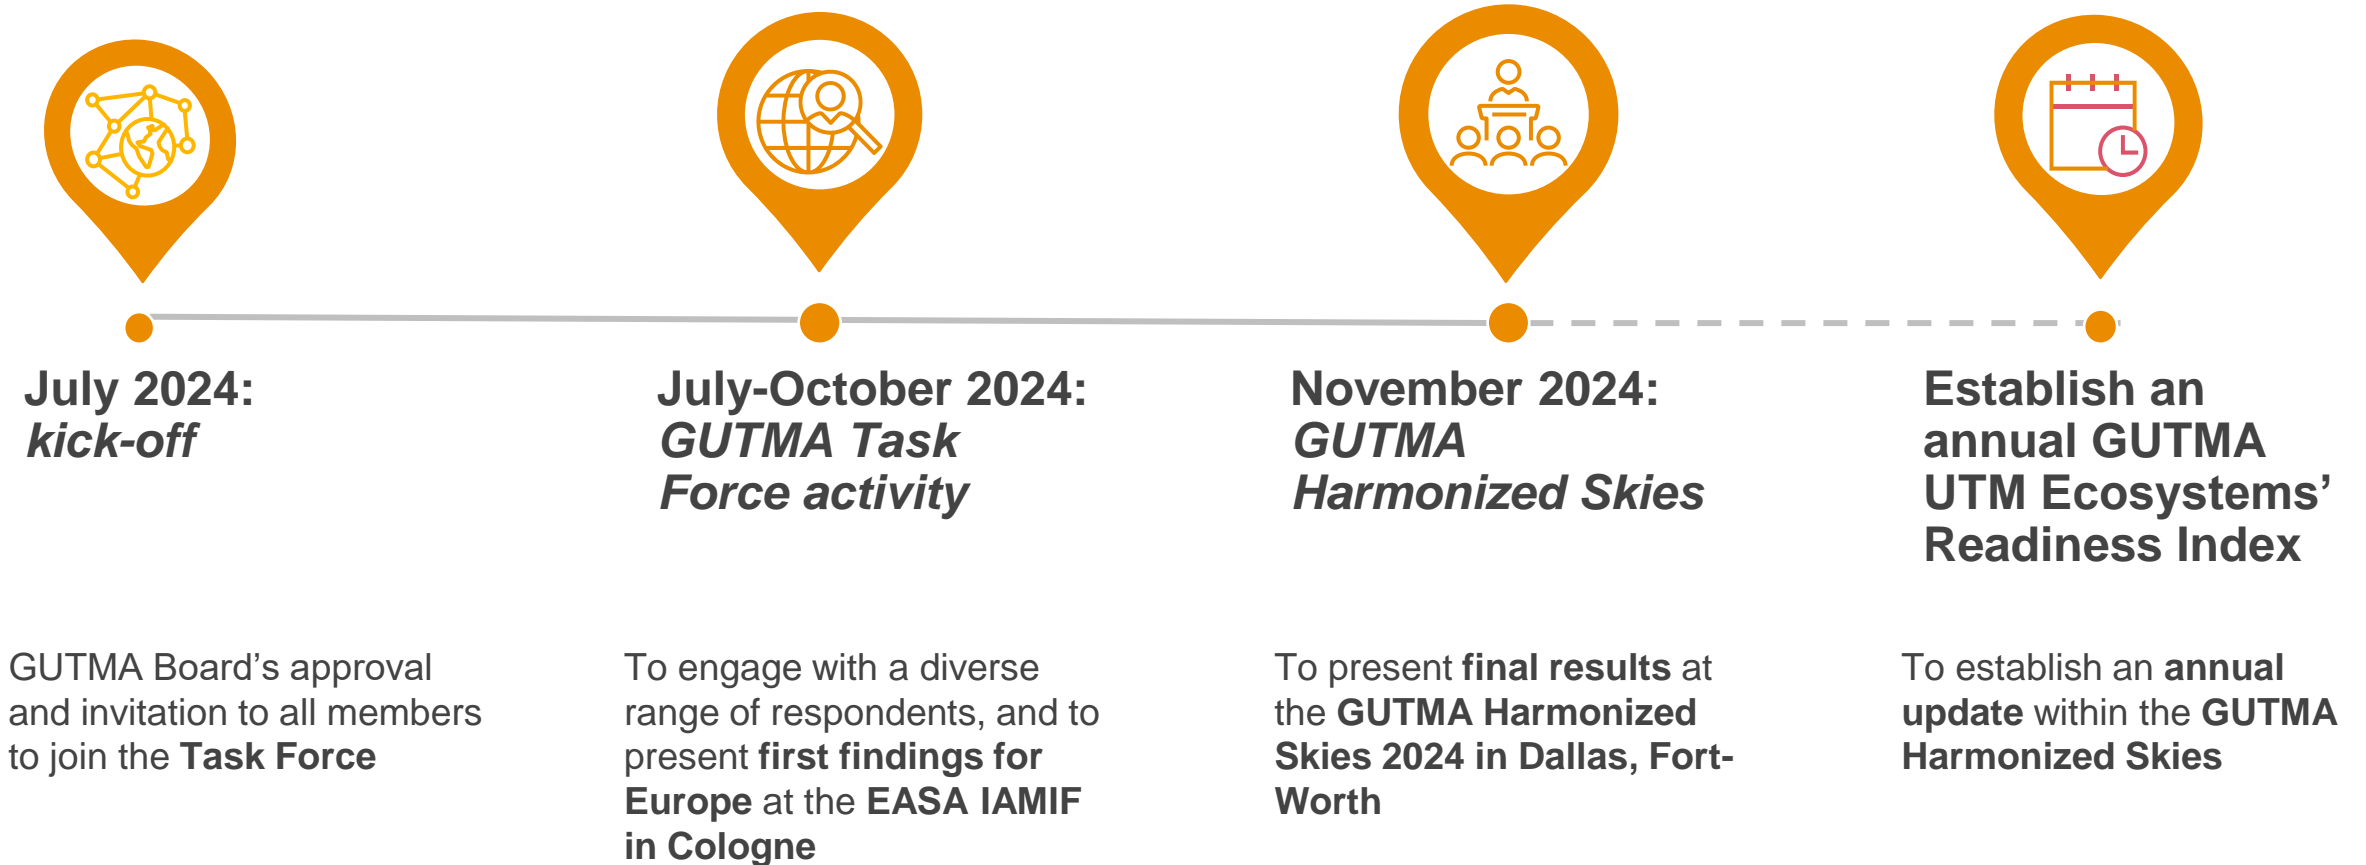 July 2024:
kick-off
GUTMA Board’s approval
and invitation to all members
to join the Task Force
July-October 2024:
GUTMA Task
Force activity
To engage with a diverse
range of respondents, and to
present first findings for
Europe at the EASA IAMIF
in Cologne
November 2024:
GUTMA
Harmonized Skies
To present final results at
the GUTMA Harmonized
Skies 2024 in Dallas, Fort-
Worth
Establish an
annual GUTMA
UTM Ecosystems’
Readiness Index
To establish an annual
update within the GUTMA
Harmonized Skies